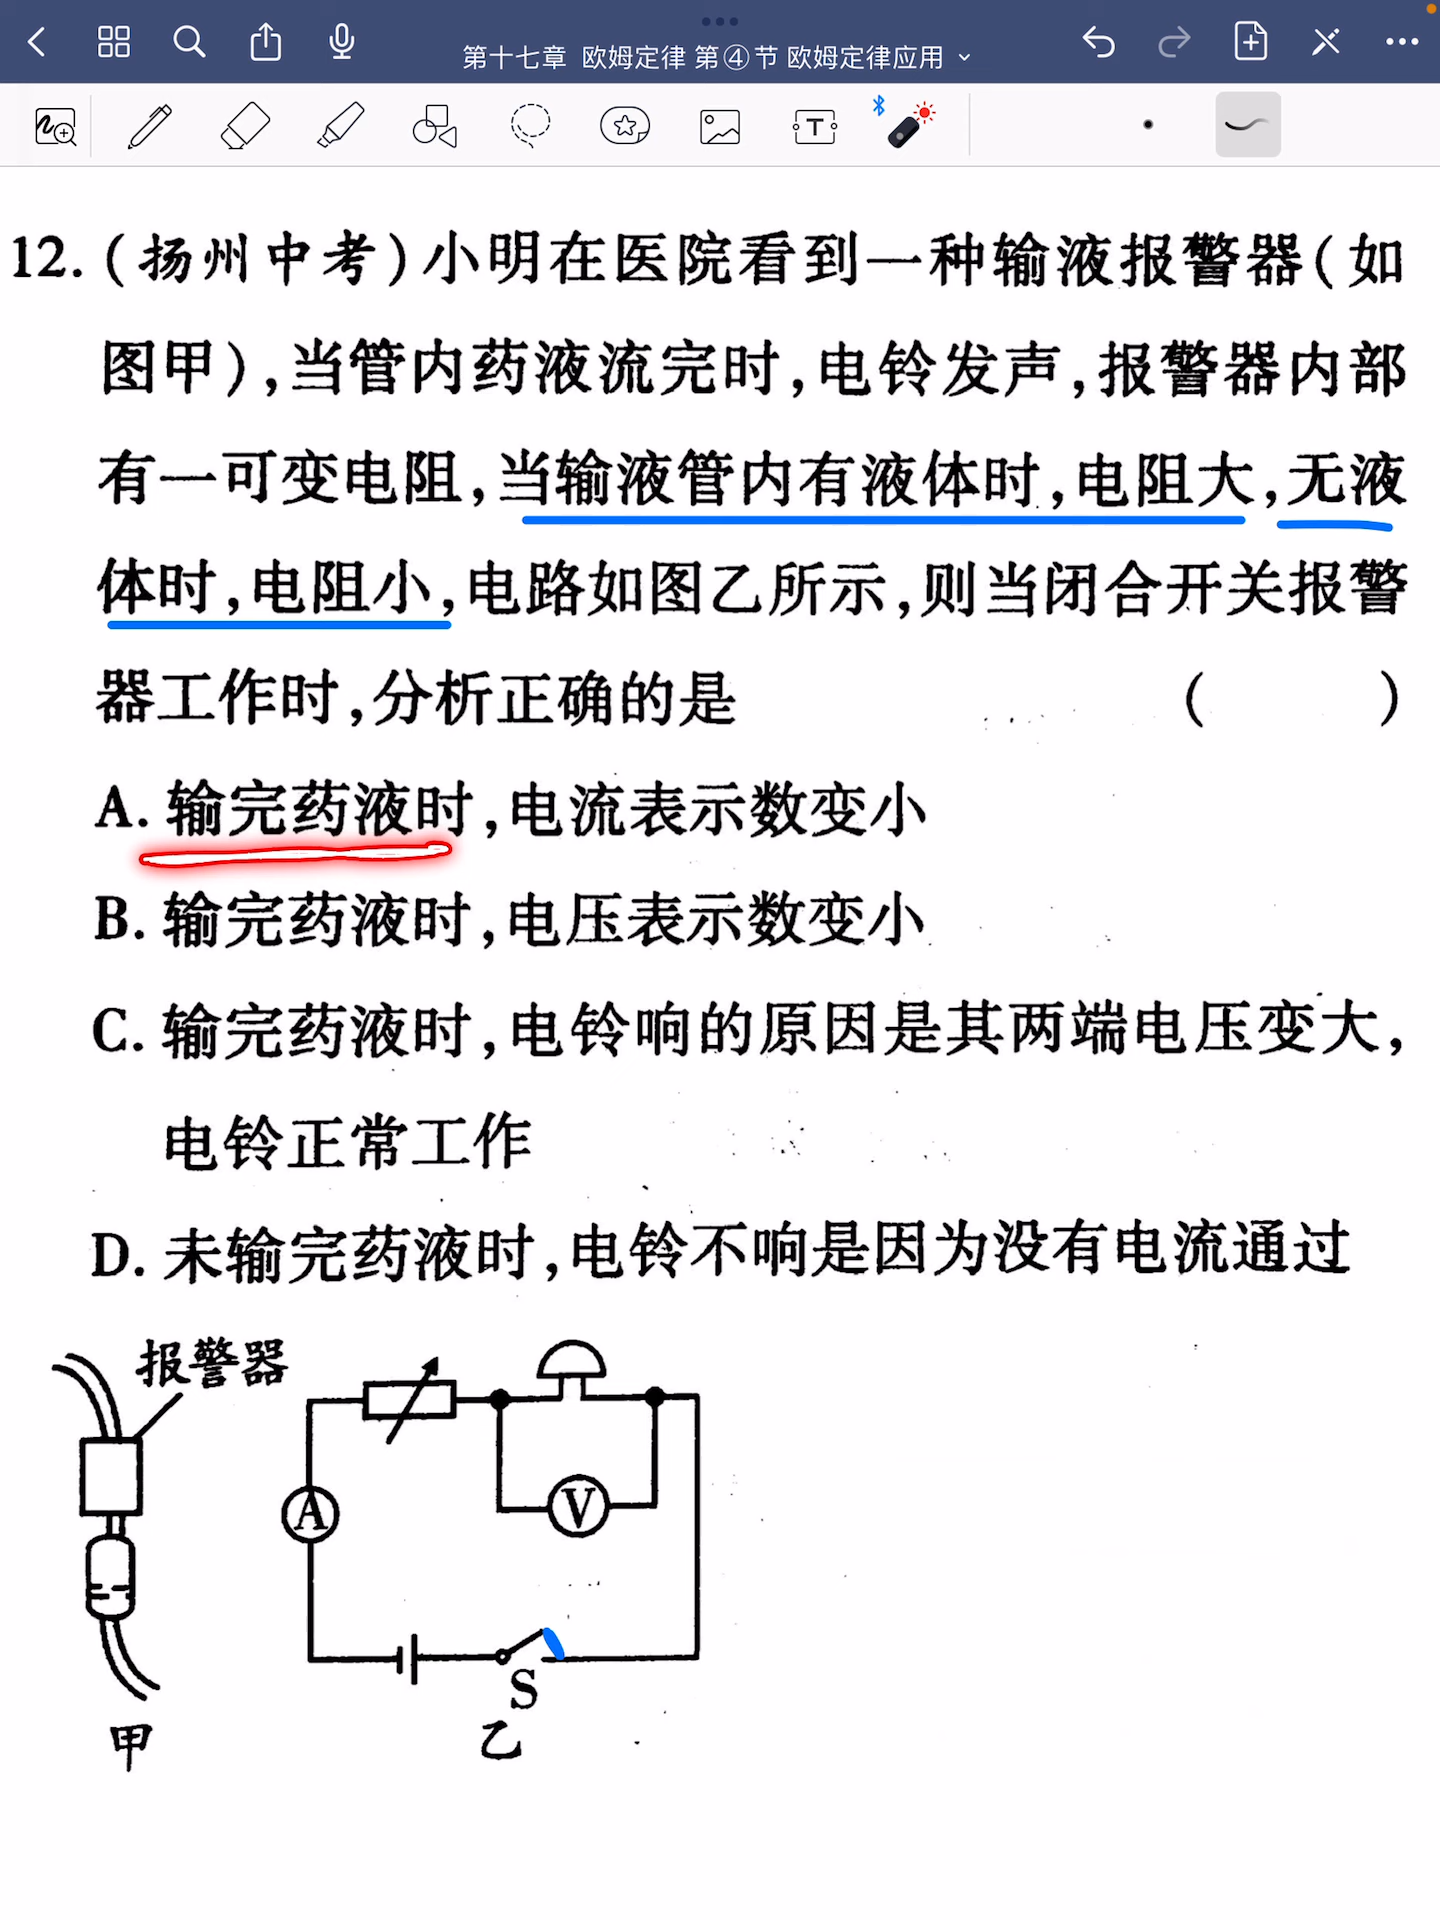 第十七章 欧姆定律 第④节 欧姆定律应用
T
12.(扬州中考)小明在医院看到一种输液报警器(如
图甲),当管内药液流完时,电铃发声,报警器内部
有一可变电阻,当输液管内有液体时,电阻大,无液
体时,电阻小,电路如图乙所示,则当闭合开关报警
器工作时,分析正确的是 ( )
A. 输完药液时,电流表示数变小
B. 输完药液时,电压表示数变小
C. 输完药液时,电铃响的原因是其两端电压变大,
电铃正常工作
D. 未输完药液时,电铃不响是因为没有电流通过
报警器
A
V
S
甲
乙